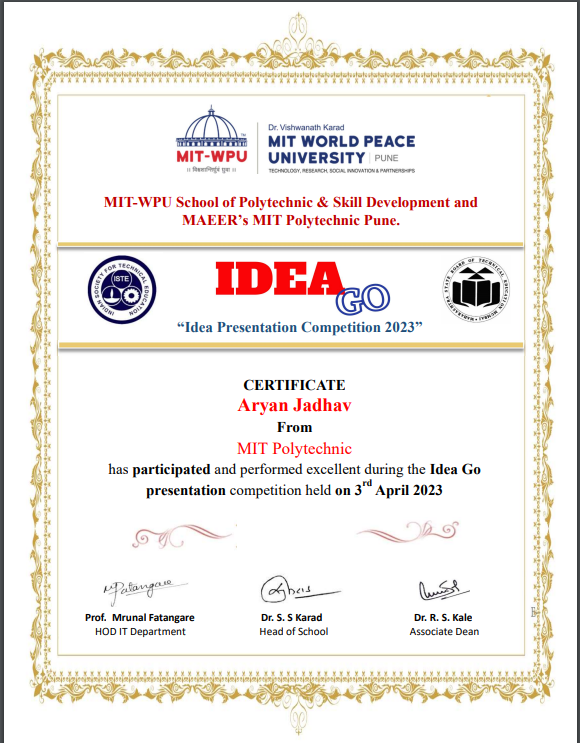 Dr. Vishwanath Karad
MIT-WPU
TM
MIT WORLD PEACE
UNIVERSITY | PUNE
TECHNOLOGY, RESEARCH, SOCIAL INNOVATION & PARTNERSHIPS
MIT-WPU School of Polytechnic & Skill Development and
MAEER's MIT Polytechnic Pune.
INDIAN SOCIETY FOR TECHNICAL EDUCATION
ISTE
IDEA
GO
MAHARASHTRA STATE BOARD OF TECHNICAL EDUCATION MUMBAI
“Idea Presentation Competition 2023”
CERTIFICATE
Aryan Jadhav
From
MIT Polytechnic
has participated and performed excellent during the Idea Go
presentation competition held on 3rd April 2023
Prof. Mrunal Fatangare
HOD IT Department
Dr. S. S Karad
Head of School
Dr. R. S. Kale
Associate Dean